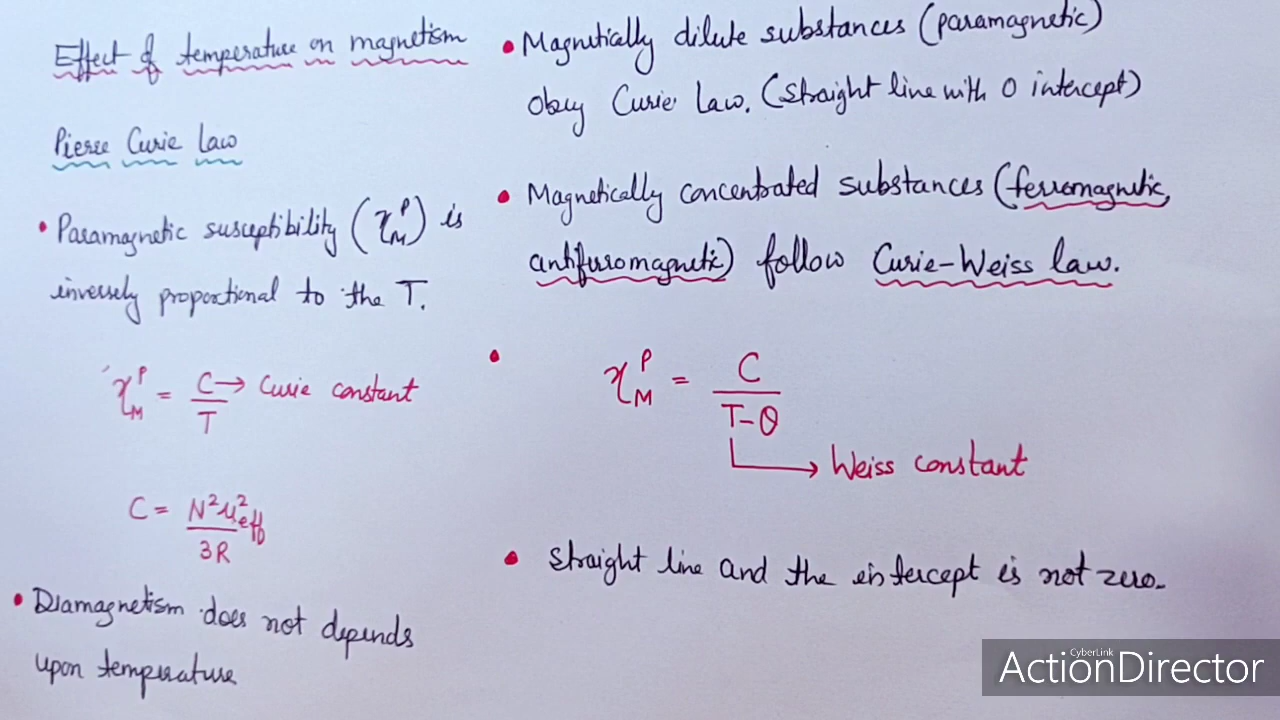 Effect of temperature on magnetism
Pierre Curie Law
• Paramagnetic susceptibility (χ_M^P) is
inversely proportional to the T.
χ_M^P = C/T → Curie constant
C = N²μ²eff / 3R
• Diamagnetism does not depends
upon temperature
• Magnetically dilute substances (paramagnetic)
obey Curie Law. (straight line with 0 intercept)
• Magnetically concentrated substances (ferromagnetic,
antiferromagnetic) follow Curie-Weiss law.
• χ_M^P = C / T-θ
→ Weiss constant
• straight line and the intercept is not zero.
CyberLink
ActionDirector